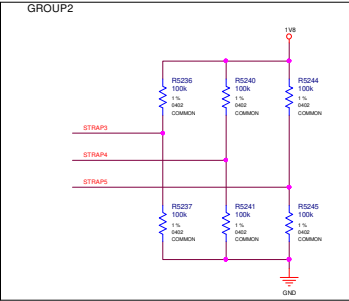 GROUP2
1V8
R5236
100k
1 %
0402
COMMON
R5240
100k
1 %
0402
COMMON
R5244
100k
1 %
0402
COMMON
STRAP3
STRAP4
STRAP5
R5237
100k
1 %
0402
COMMON
R5241
100k
1 %
0402
COMMON
R5245
100k
1 %
0402
COMMON
GND